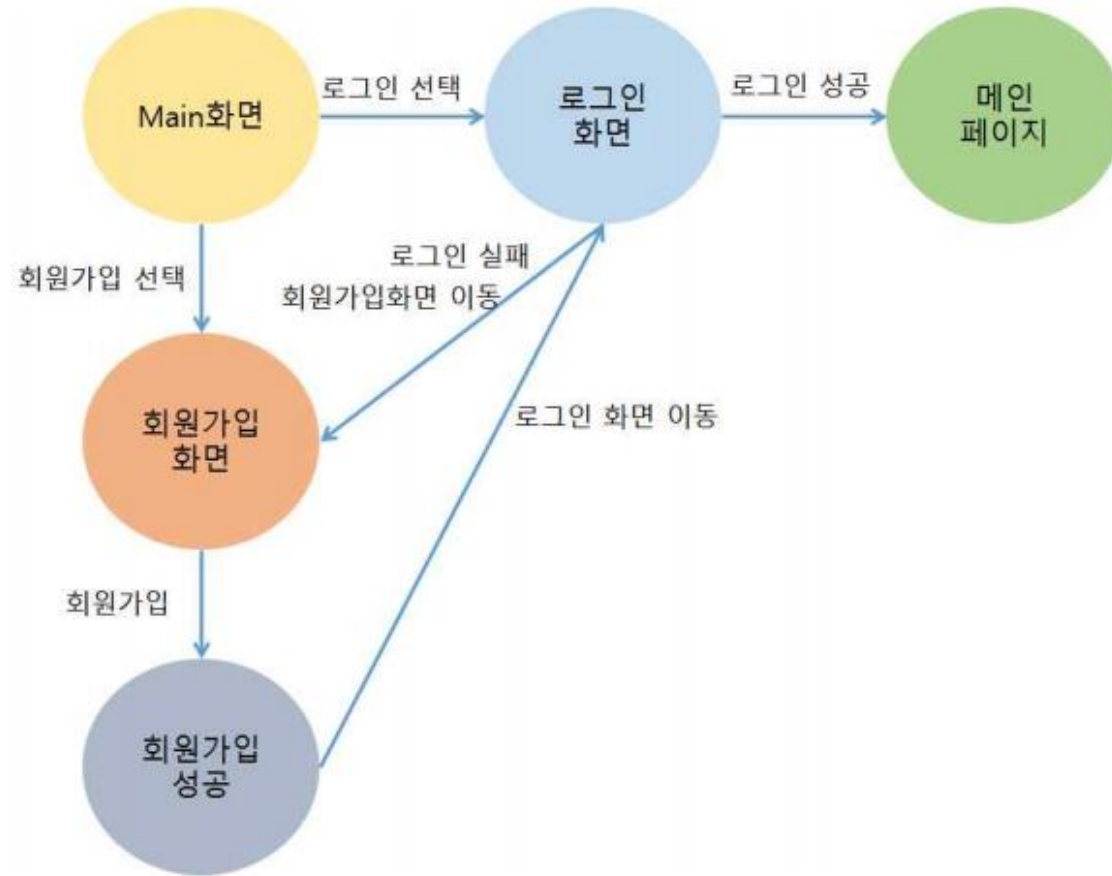 Main화면
로그인 선택
로그인
화면
로그인 성공
메인
페이지
회원가입 선택
로그인 실패
회원가입화면 이동
회원가입
화면
로그인 화면 이동
회원가입
회원가입
성공